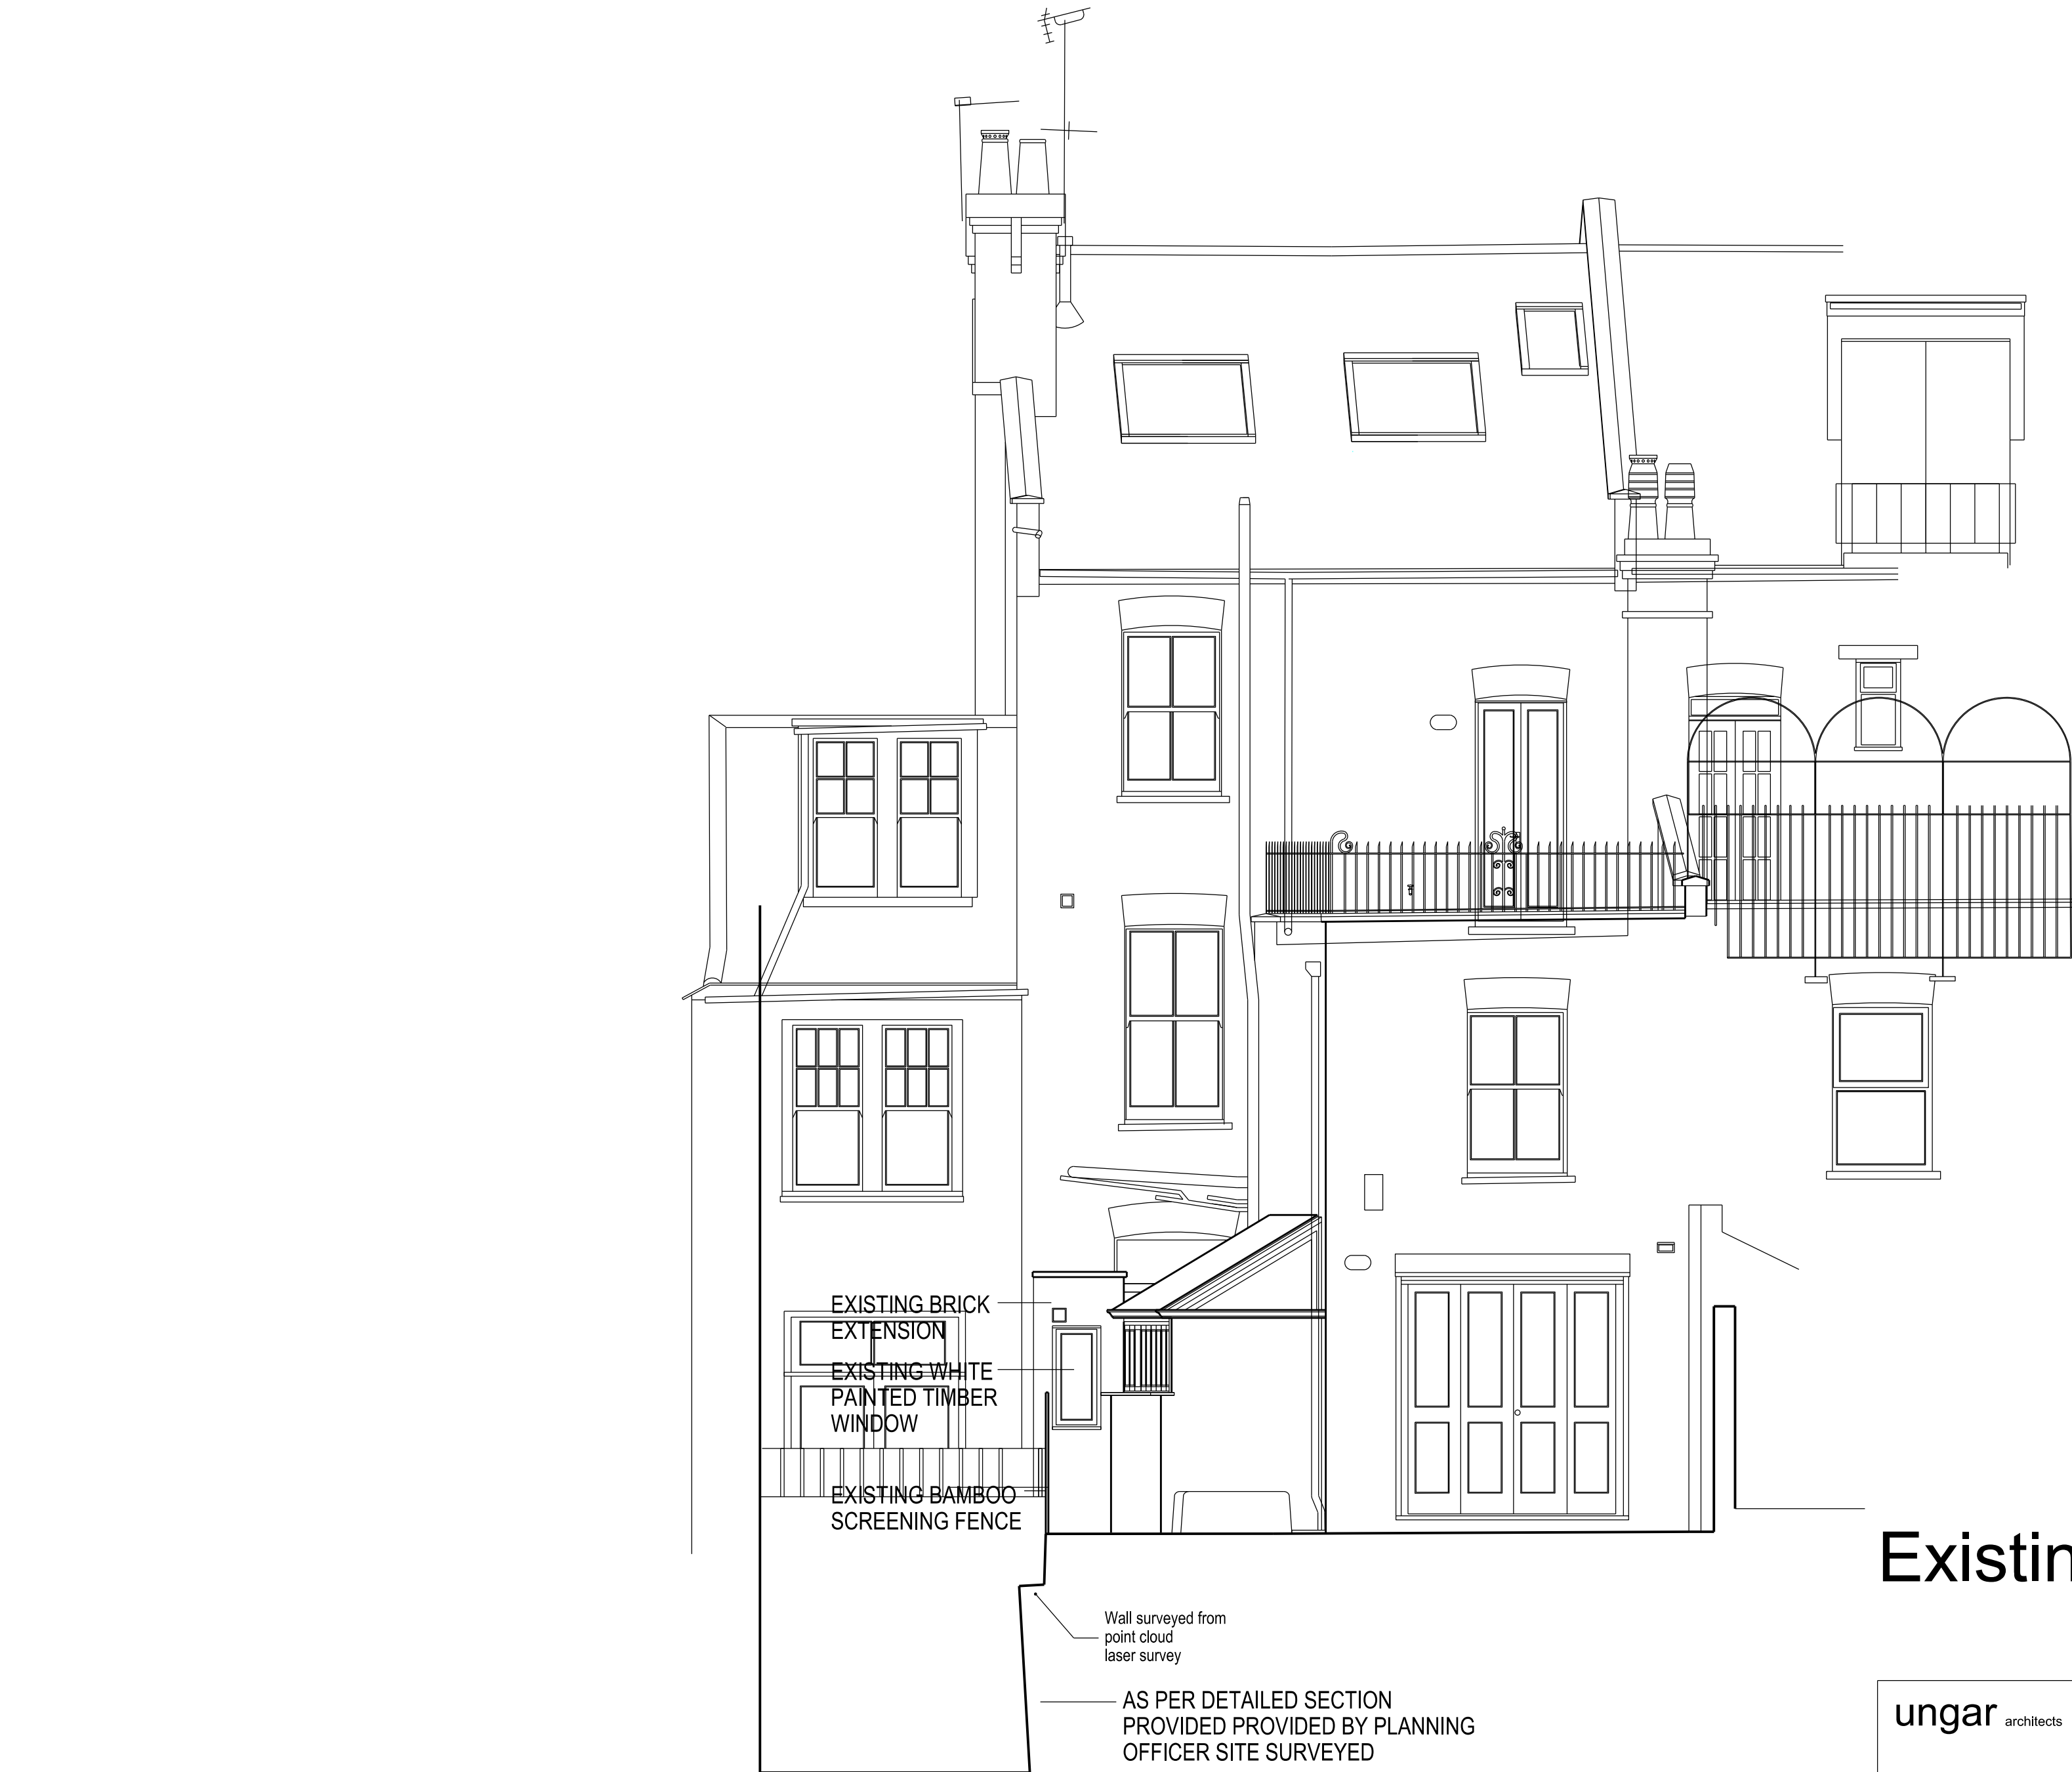 EXISTING BRICK
EXTENSION
EXISTING WHITE
PAINTED TIMBER
WINDOW
EXISTING BAMBOO
SCREENING FENCE
Existin
Wall surveyed from
point cloud
laser survey
AS PER DETAILED SECTION
PROVIDED PROVIDED BY PLANNING
OFFICER SITE SURVEYED
ungar architects